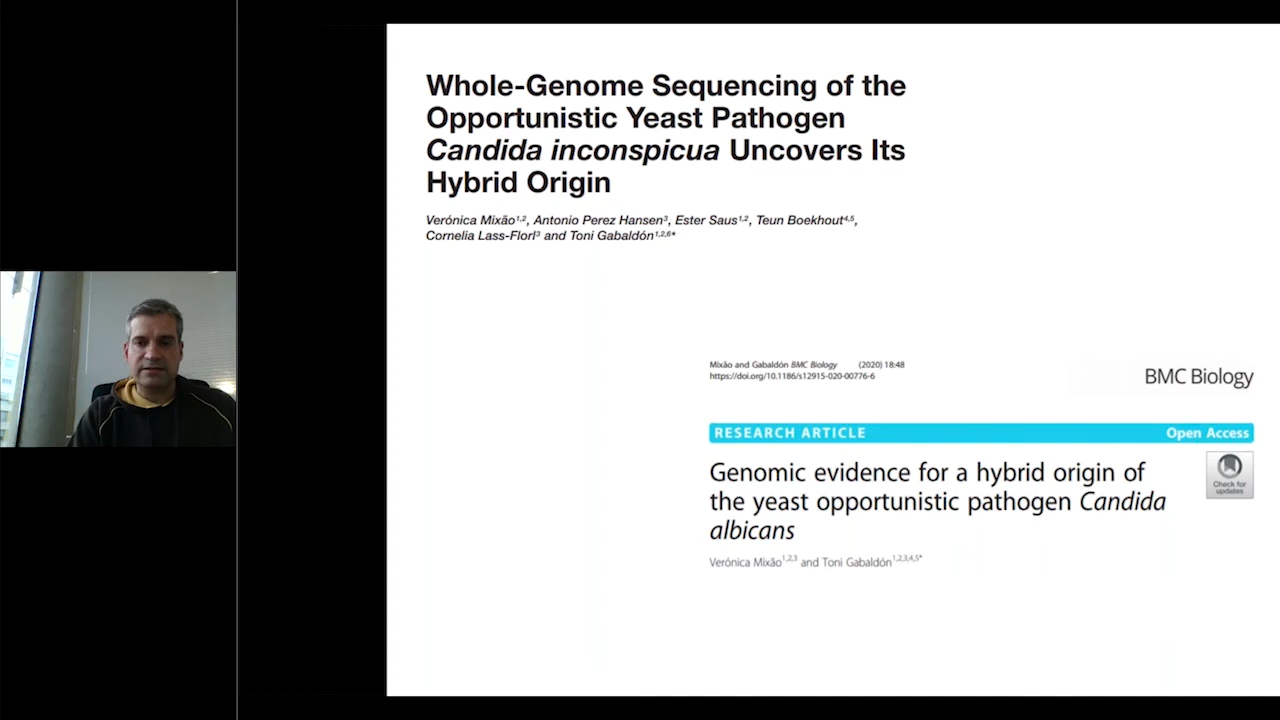 Whole-Genome Sequencing of the
Opportunistic Yeast Pathogen
Candida inconspicua Uncovers Its
Hybrid Origin
Verónica Mixão1,2, Antonio Perez Hansen3, Ester Saus1,2, Teun Boekhout4,5,
Cornelia Lass-Florl3 and Toni Gabaldón1,2,6*
Mixão and Gabaldón BMC Biology (2020) 18:48
https://doi.org/10.1186/s12915-020-00776-6
BMC Biology
RESEARCH ARTICLE
Open Access
Genomic evidence for a hybrid origin of
the yeast opportunistic pathogen Candida
albicans
Check for
updates
Verónica Mixão1,2,3 and Toni Gabaldón1,2,3,4,5*